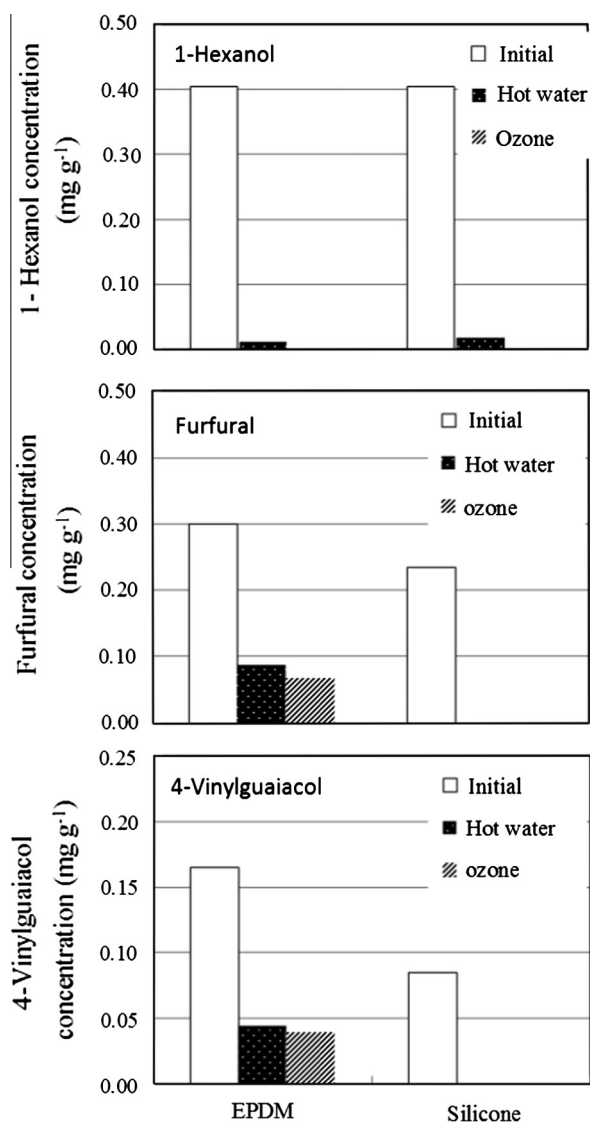 1- Hexanol concentration
(mg g-1)
0.50
0.40
0.30
0.20
0.10
0.00
1-Hexanol
Initial
Hot water
Ozone
Furfural concentration
(mg g-1)
0.50
0.40
0.30
0.20
0.10
0.00
Furfural
Initial
Hot water
ozone
4-Vinylguaiacol
concentration (mg g-1)
0.25
0.20
0.15
0.10
0.05
0.00
4-Vinylguaiacol
Initial
Hot water
ozone
EPDM
Silicone